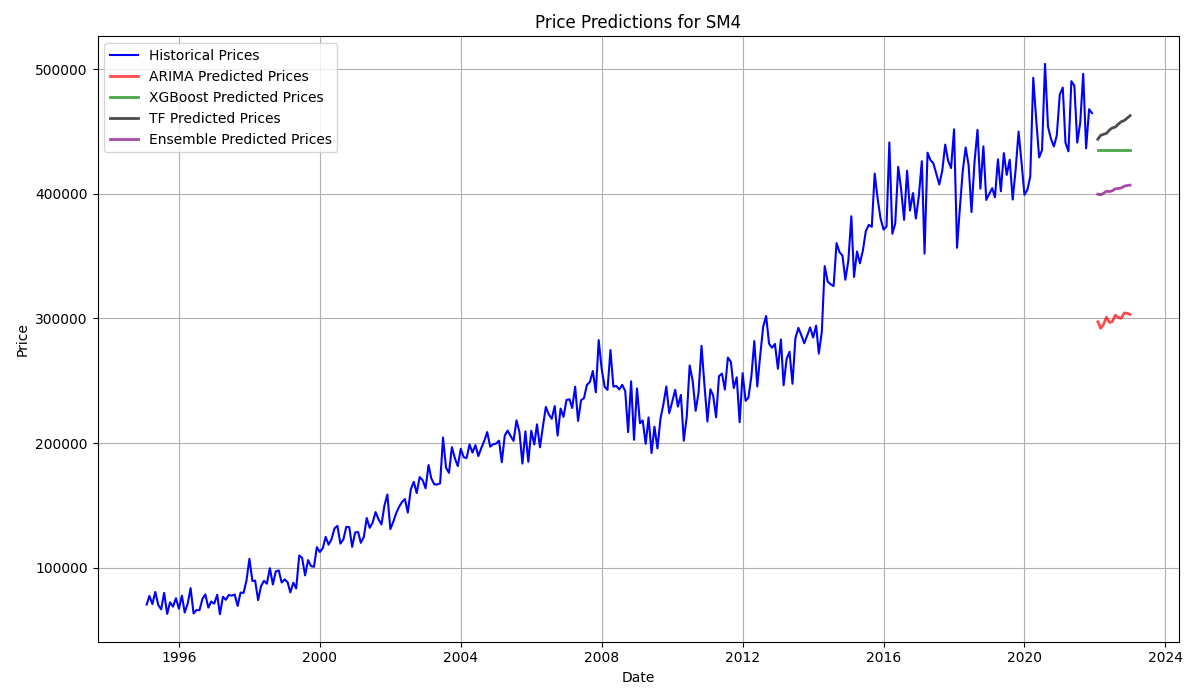 Price Predictions for SM4
Historical Prices
ARIMA Predicted Prices
XGBoost Predicted Prices
TF Predicted Prices
Ensemble Predicted Prices
Price
500000
400000
300000
200000
100000
1996 2000 2004 2008 2012 2016 2020 2024
Date